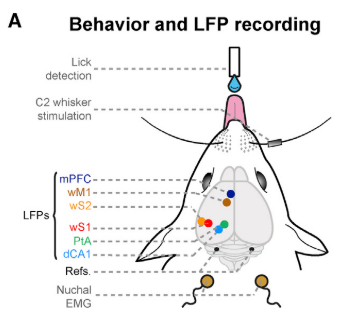 A
Behavior and LFP recording
Lick
detection
C2 whisker
stimulation
mPFC
wM1
wS2
LFPs
wS1
PtA
dCA1
Refs.
Nuchal
EMG